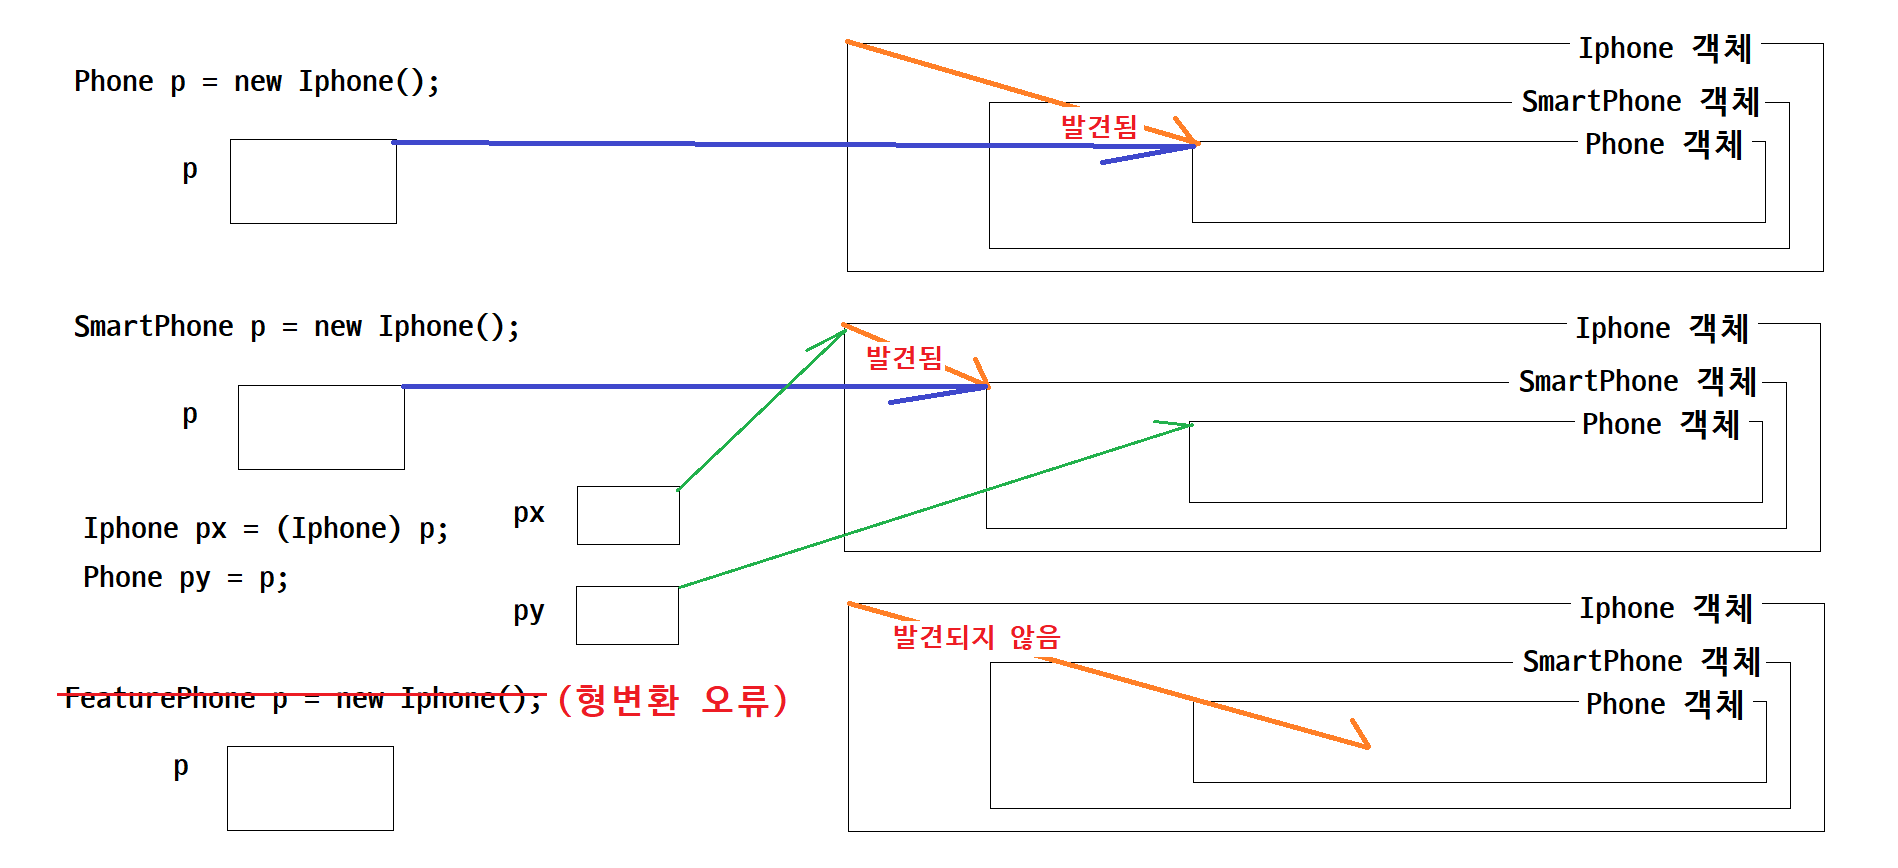 Phone p = new Iphone();
p
Iphone 객체
SmartPhone 객체
발견됨
Phone 객체
SmartPhone p = new Iphone();
p
Iphone 객체
발견됨
SmartPhone 객체
Phone 객체
Iphone px = (Iphone) p;
Phone py = p;
px
py
FeaturePhone p = new Iphone(); (형변환 오류)
p
Iphone 객체
발견되지 않음
SmartPhone 객체
Phone 객체